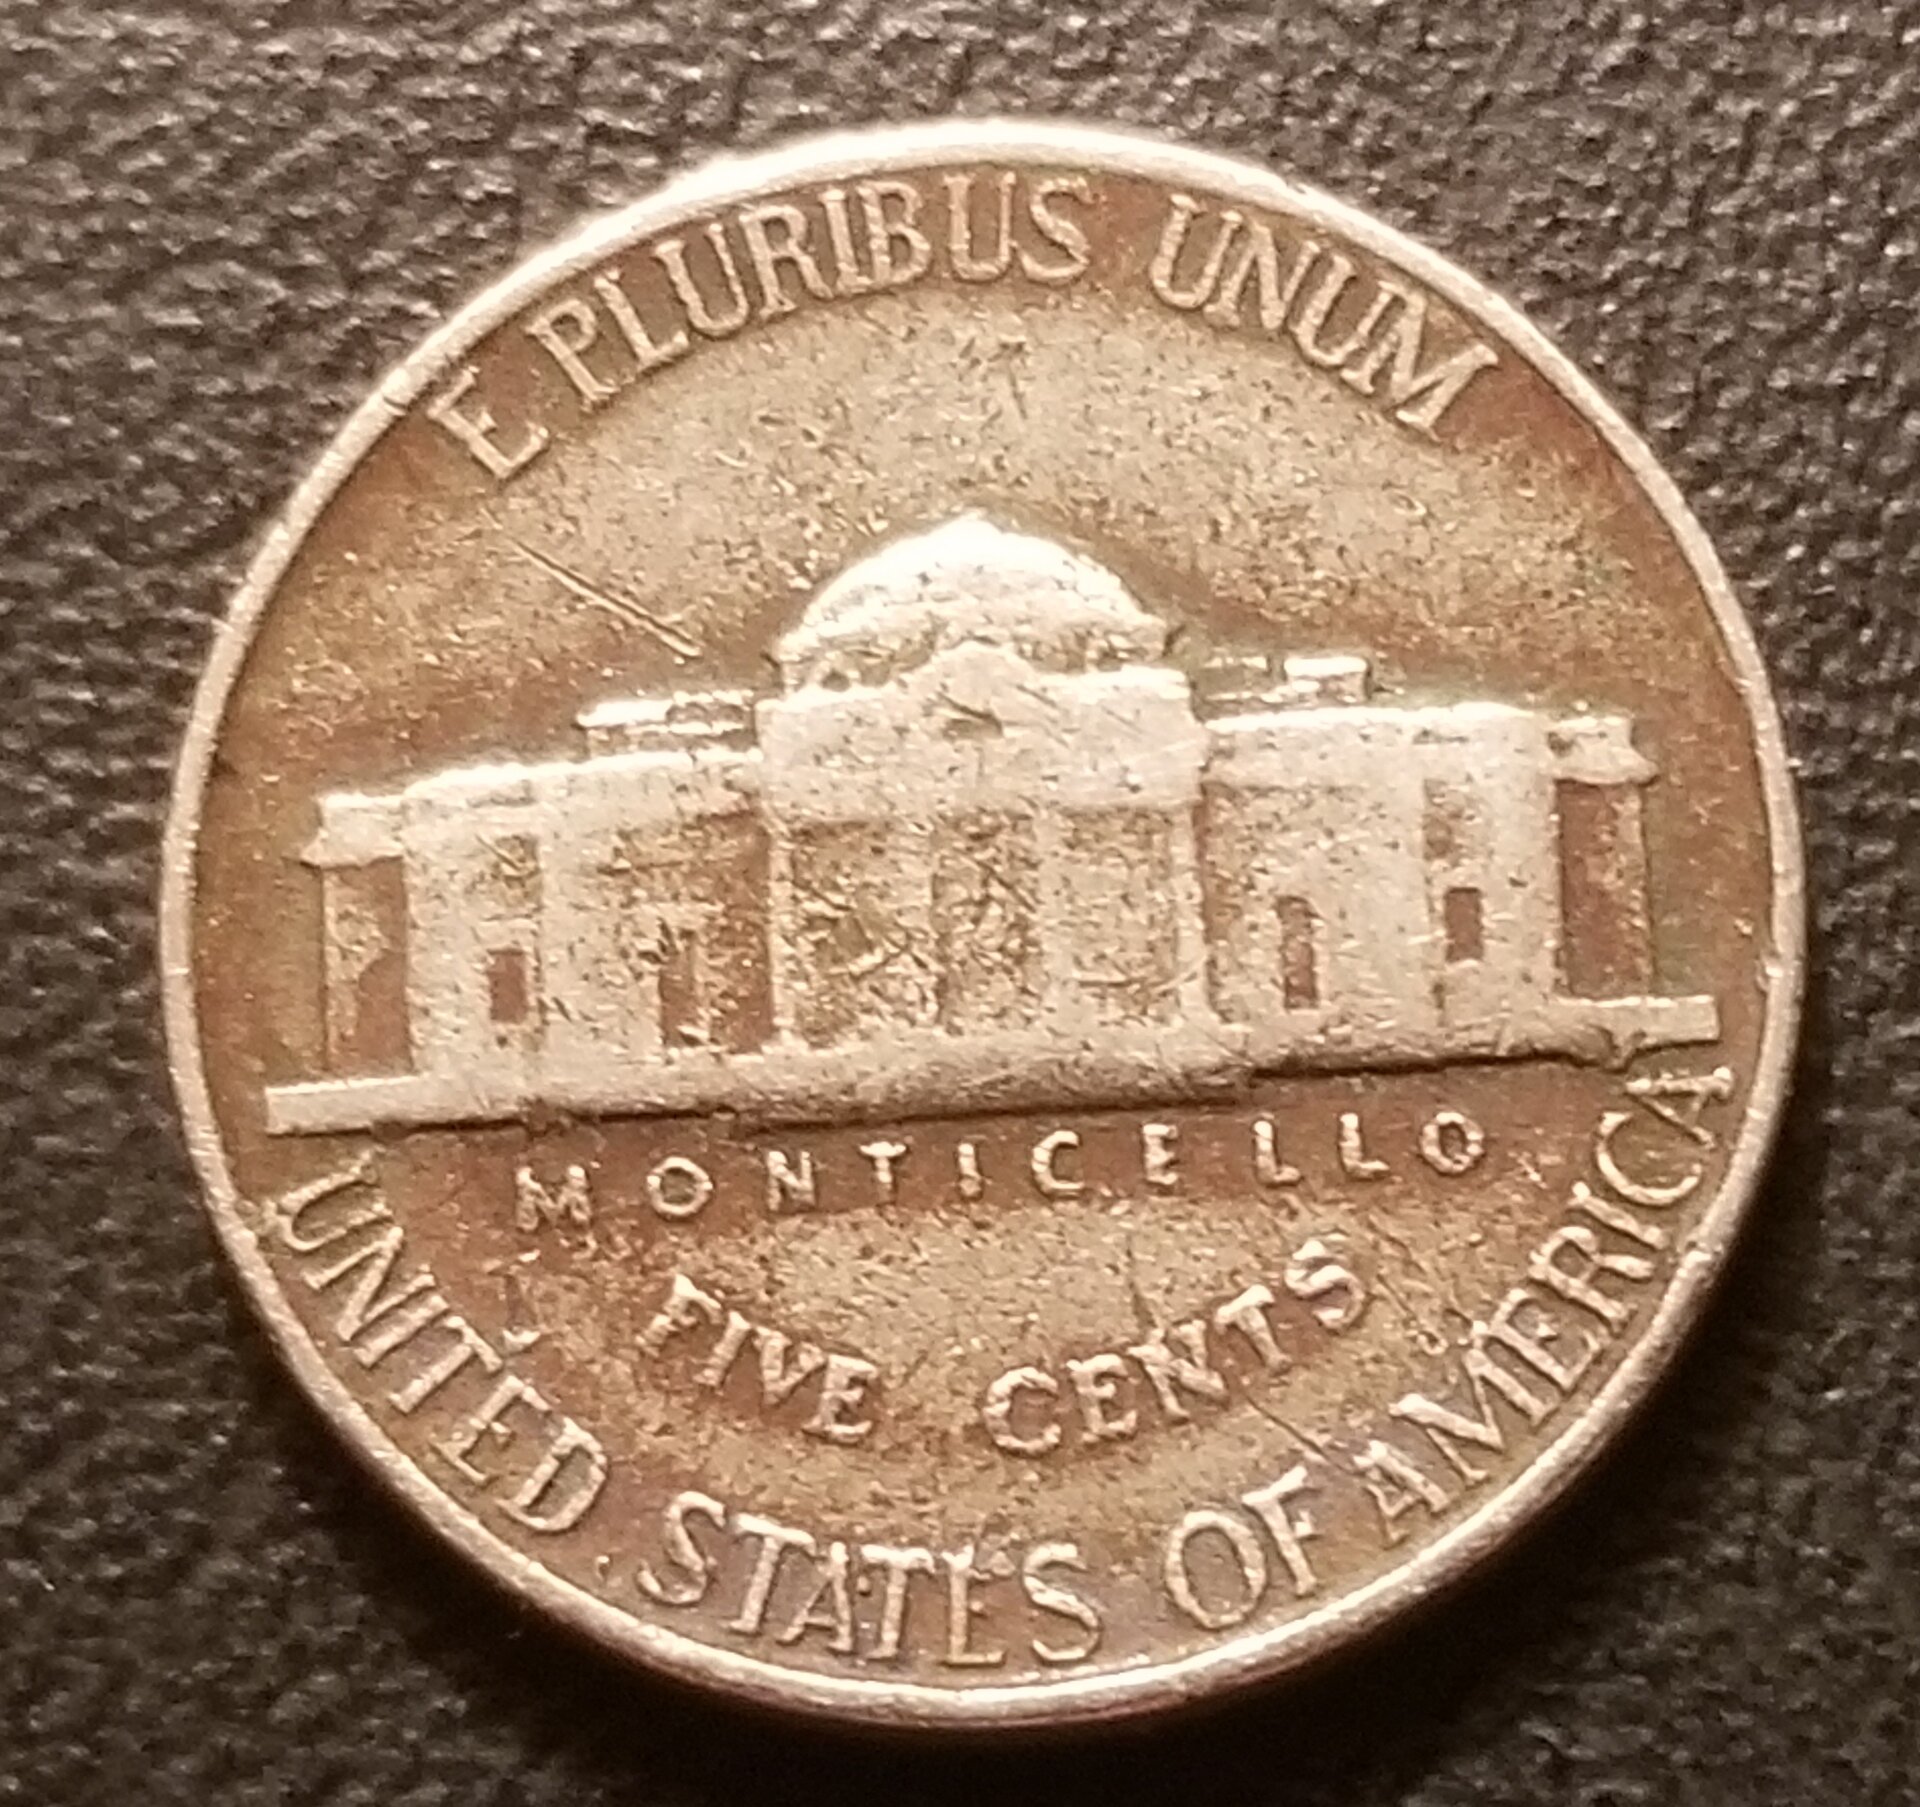 E PLURIBUS UNUM
MONTICELLO
FIVE CENTS
UNITED STATES OF AMERICA